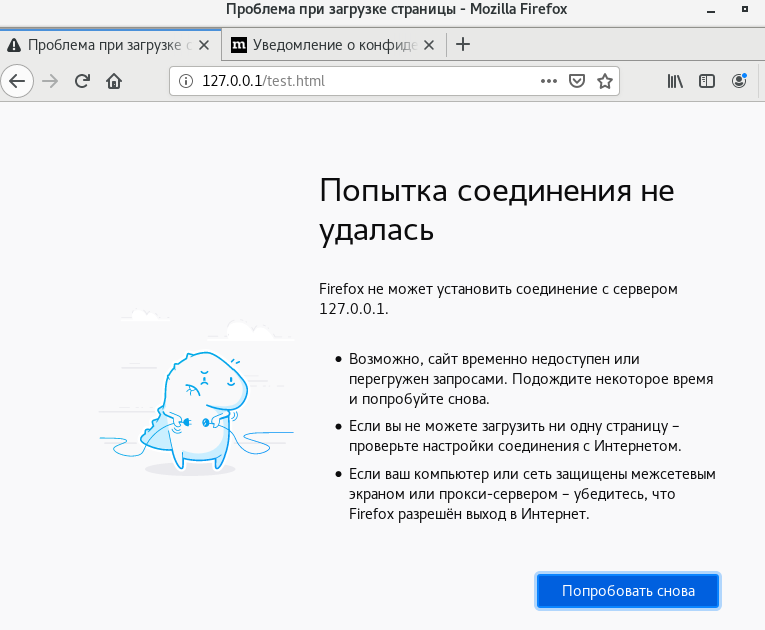 Проблема при загрузке страницы - Mozilla Firefox
Проблема при загрузке с
m Уведомление о конфиде
127.0.0.1/test.html
Попытка соединения не
удалась
Firefox не может установить соединение с сервером
127.0.0.1.
Возможно, сайт временно недоступен или
перегружен запросами. Подождите некоторое время
и попробуйте снова.
Если вы не можете загрузить ни одну страницу –
проверьте настройки соединения с Интернетом.
Если ваш компьютер или сеть защищены межсетевым
экраном или прокси-сервером – убедитесь, что
Firefox разрешён выход в Интернет.
Попробовать снова